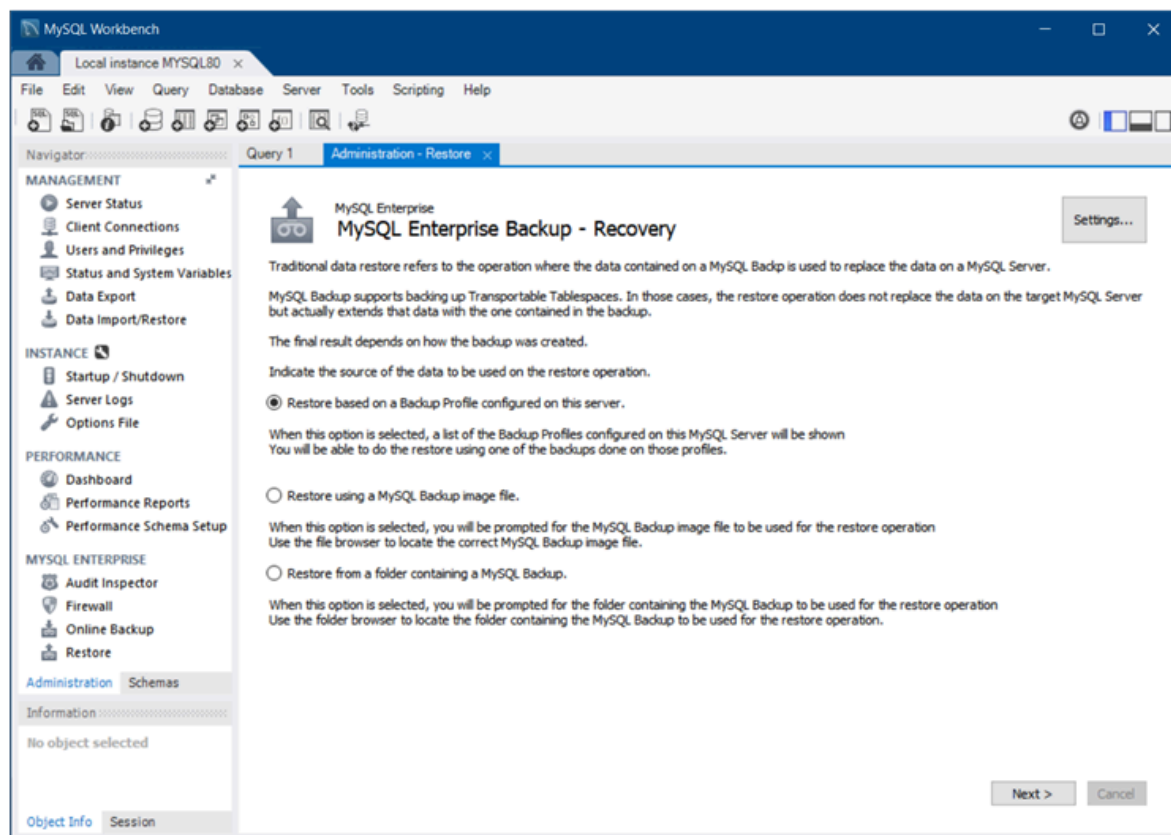 MySQL Workbench
Local instance MYSQL80
File Edit View Query Database Server Tools Scripting Help
Navigator
MANAGEMENT
Server Status
Client Connections
Users and Privileges
Status and System Variables
Data Export
Data Import/Restore
INSTANCE
Startup / Shutdown
Server Logs
Options File
PERFORMANCE
Dashboard
Performance Reports
Performance Schema Setup
MYSQL ENTERPRISE
Audit Inspector
Firewall
Online Backup
Restore
Administration Schemas
Information
No object selected
Object Info Session
Query 1 Administration - Restore
MySQL Enterprise
MySQL Enterprise Backup - Recovery
Settings...
Traditional data restore refers to the operation where the data contained on a MySQL Backp is used to replace the data on a MySQL Server.
MySQL Backup supports backing up Transportable Tablespaces. In those cases, the restore operation does not replace the data on the target MySQL Server
but actually extends that data with the one contained in the backup.
The final result depends on how the backup was created.
Indicate the source of the data to be used on the restore operation.
Restore based on a Backup Profile configured on this server.
When this option is selected, a list of the Backup Profiles configured on this MySQL Server will be shown
You will be able to do the restore using one of the backups done on those profiles.
Restore using a MySQL Backup image file.
When this option is selected, you will be prompted for the MySQL Backup image file to be used for the restore operation
Use the file browser to locate the correct MySQL Backup image file.
Restore from a folder containing a MySQL Backup.
When this option is selected, you will be prompted for the folder containing the MySQL Backup to be used for the restore operation
Use the folder browser to locate the folder containing the MySQL Backup to be used for the restore operation.
Next > Cancel